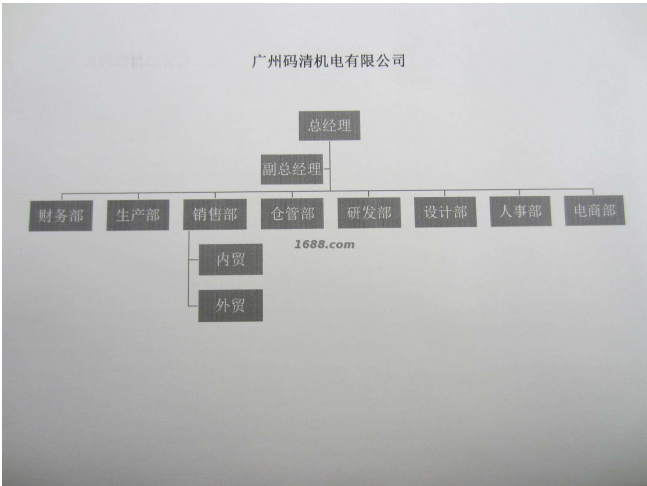 广州码清机电有限公司
总经理
副总经理
财务部 生产部 销售部 仓管部 研发部 设计部 人事部 电商部
1688.com
内贸
外贸